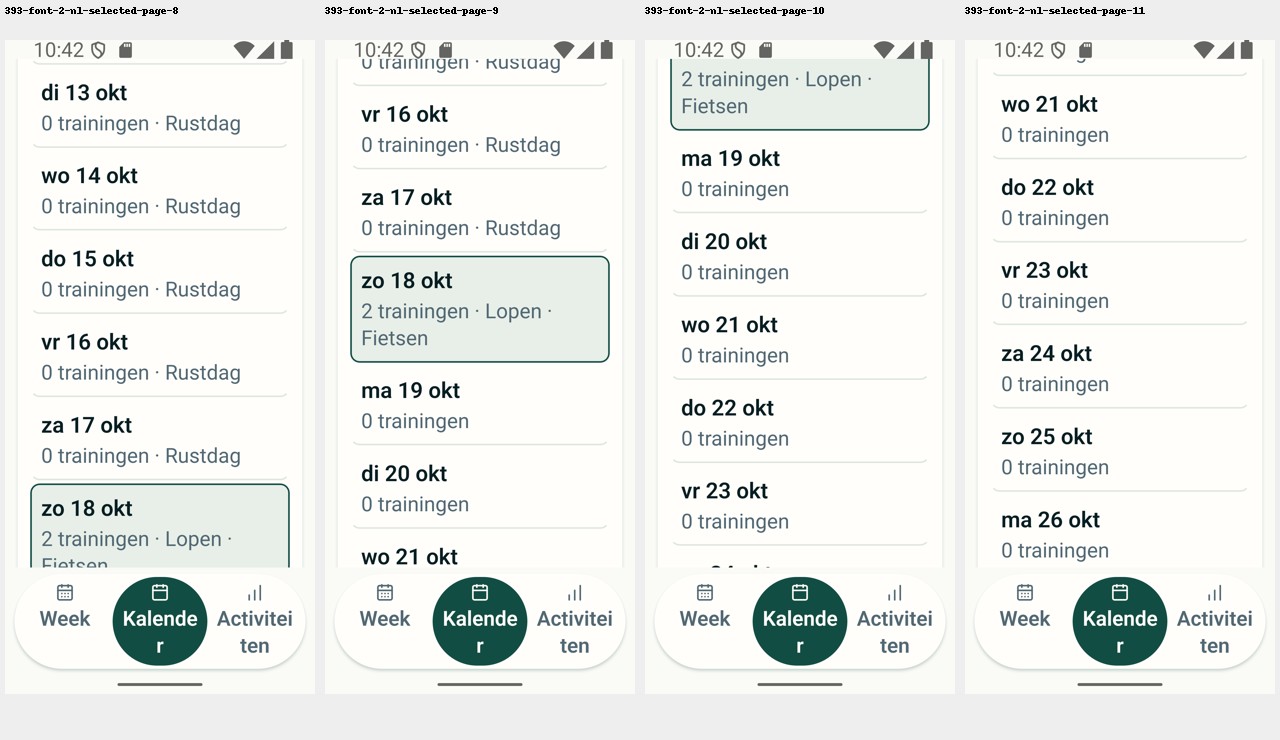 393-font-2-nl-selected-page-8
10:42
di 13 okt
0 trainingen · Rustdag
wo 14 okt
0 trainingen · Rustdag
do 15 okt
0 trainingen · Rustdag
vr 16 okt
0 trainingen · Rustdag
za 17 okt
0 trainingen · Rustdag
zo 18 okt
2 trainingen · Lopen ·
Fietsen
Week
Kalende
r
Activitei
ten
393-font-2-nl-selected-page-9
10:42
0 trainingen · Rustdag
vr 16 okt
0 trainingen · Rustdag
za 17 okt
0 trainingen · Rustdag
zo 18 okt
2 trainingen · Lopen ·
Fietsen
ma 19 okt
0 trainingen
di 20 okt
0 trainingen
wo 21 okt
Week
Kalende
r
Activitei
ten
393-font-2-nl-selected-page-10
10:42
2 trainingen · Lopen ·
Fietsen
ma 19 okt
0 trainingen
di 20 okt
0 trainingen
wo 21 okt
0 trainingen
do 22 okt
0 trainingen
vr 23 okt
0 trainingen
Week
Kalende
r
Activitei
ten
393-font-2-nl-selected-page-11
10:42
wo 21 okt
0 trainingen
do 22 okt
0 trainingen
vr 23 okt
0 trainingen
za 24 okt
0 trainingen
zo 25 okt
0 trainingen
ma 26 okt
0 trainingen
Week
Kalende
r
Activitei
ten